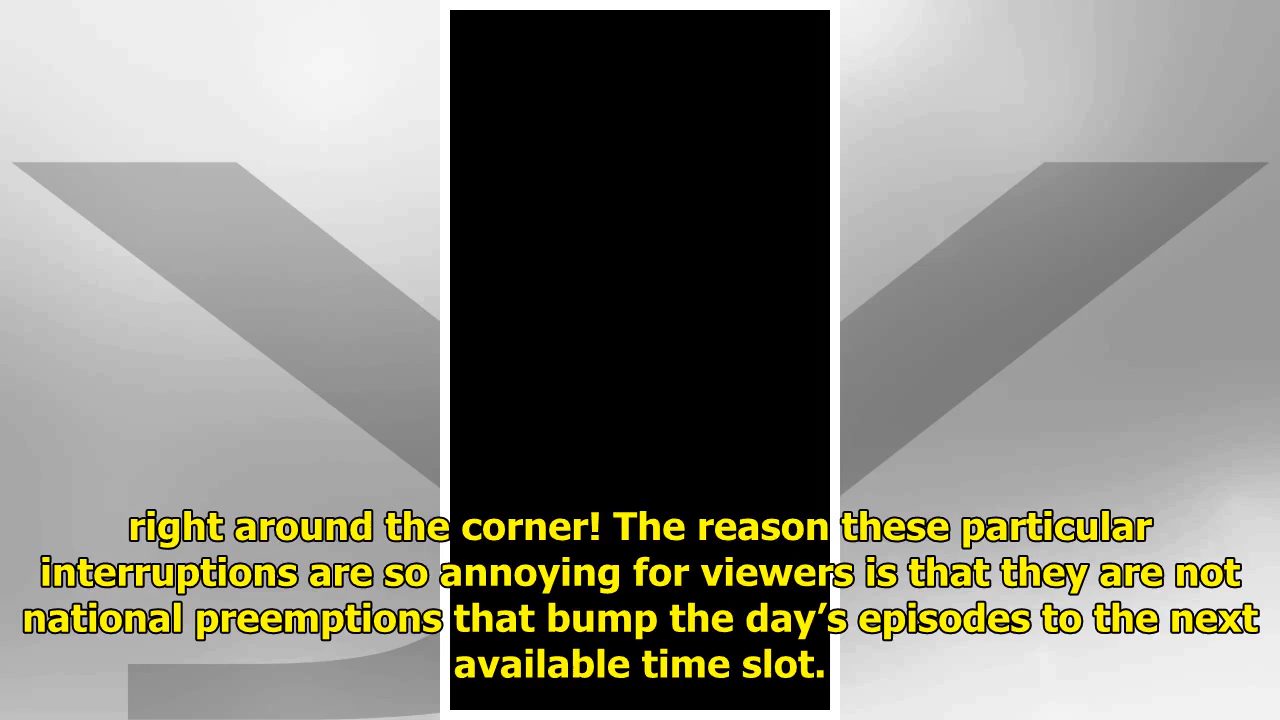 right around the corner! The reason these particular
interruptions are so annoying for viewers is that they are not
national preemptions that bump the day’s episodes to the next
available time slot.